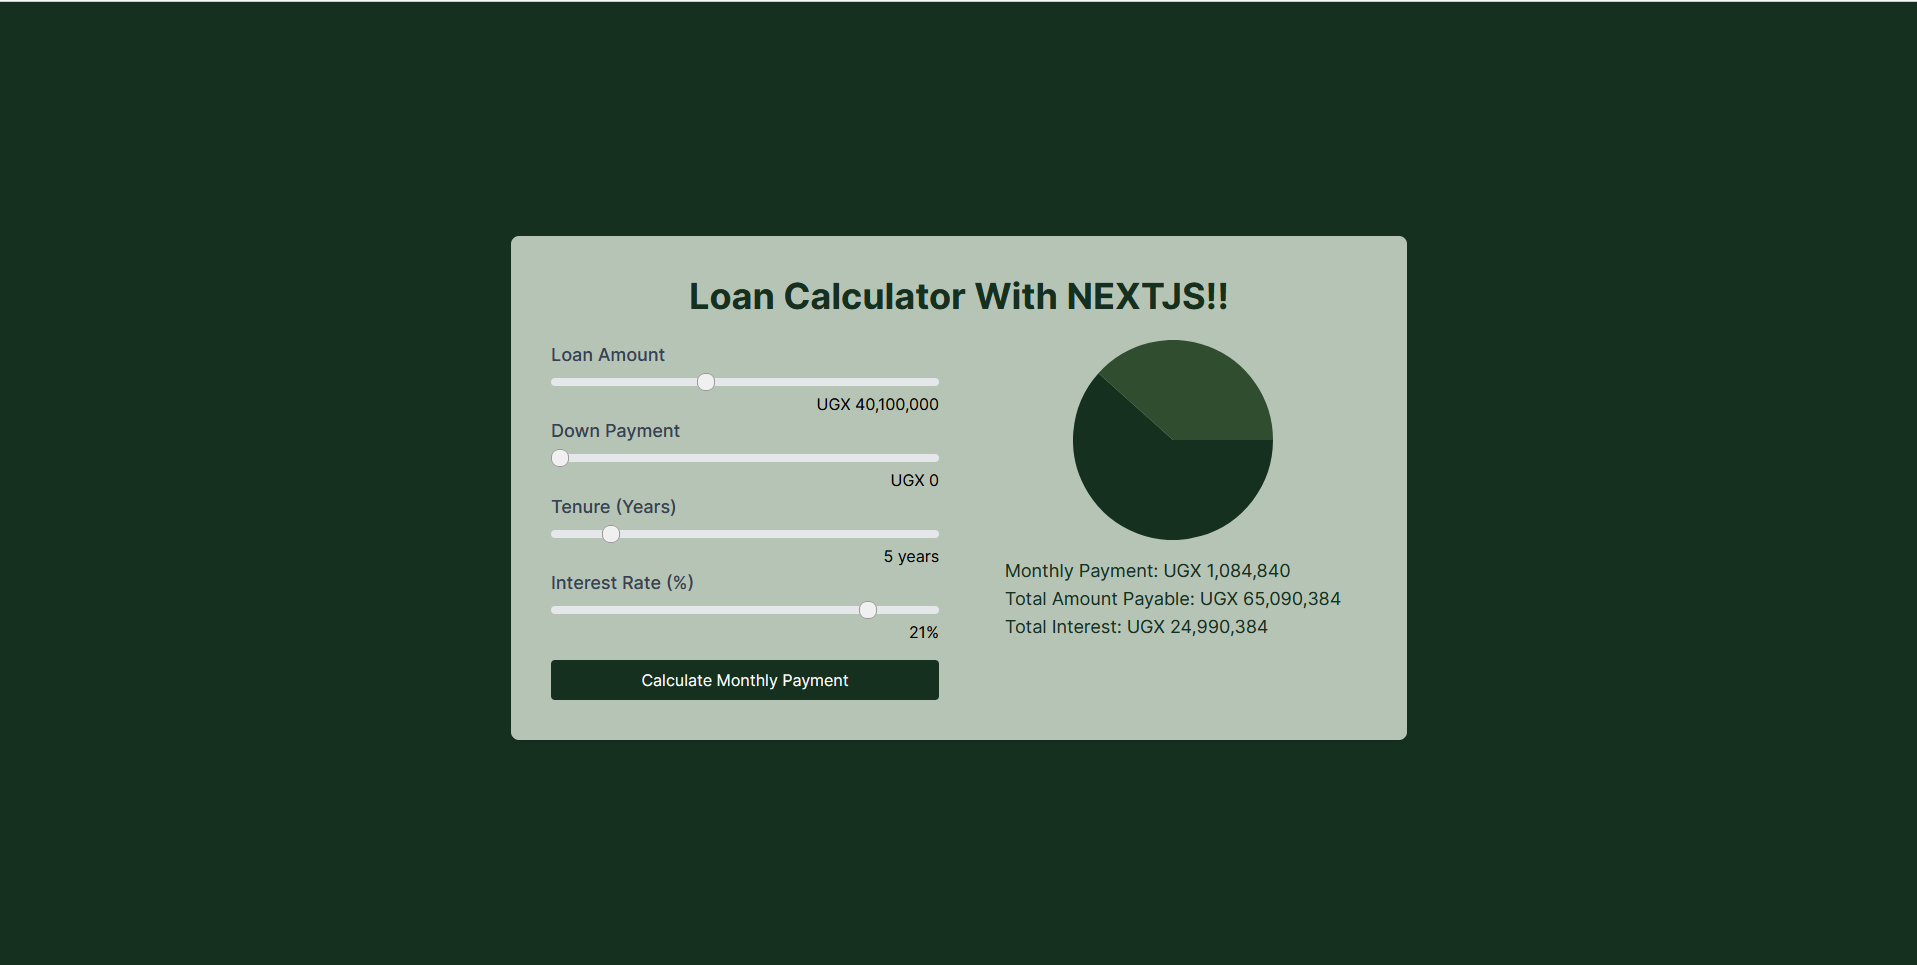 Loan Calculator With NEXTJS!!
Loan Amount
UGX 40,100,000
Down Payment
UGX 0
Tenure (Years)
5 years
Interest Rate (%)
21%
Calculate Monthly Payment
Monthly Payment: UGX 1,084,840
Total Amount Payable: UGX 65,090,384
Total Interest: UGX 24,990,384